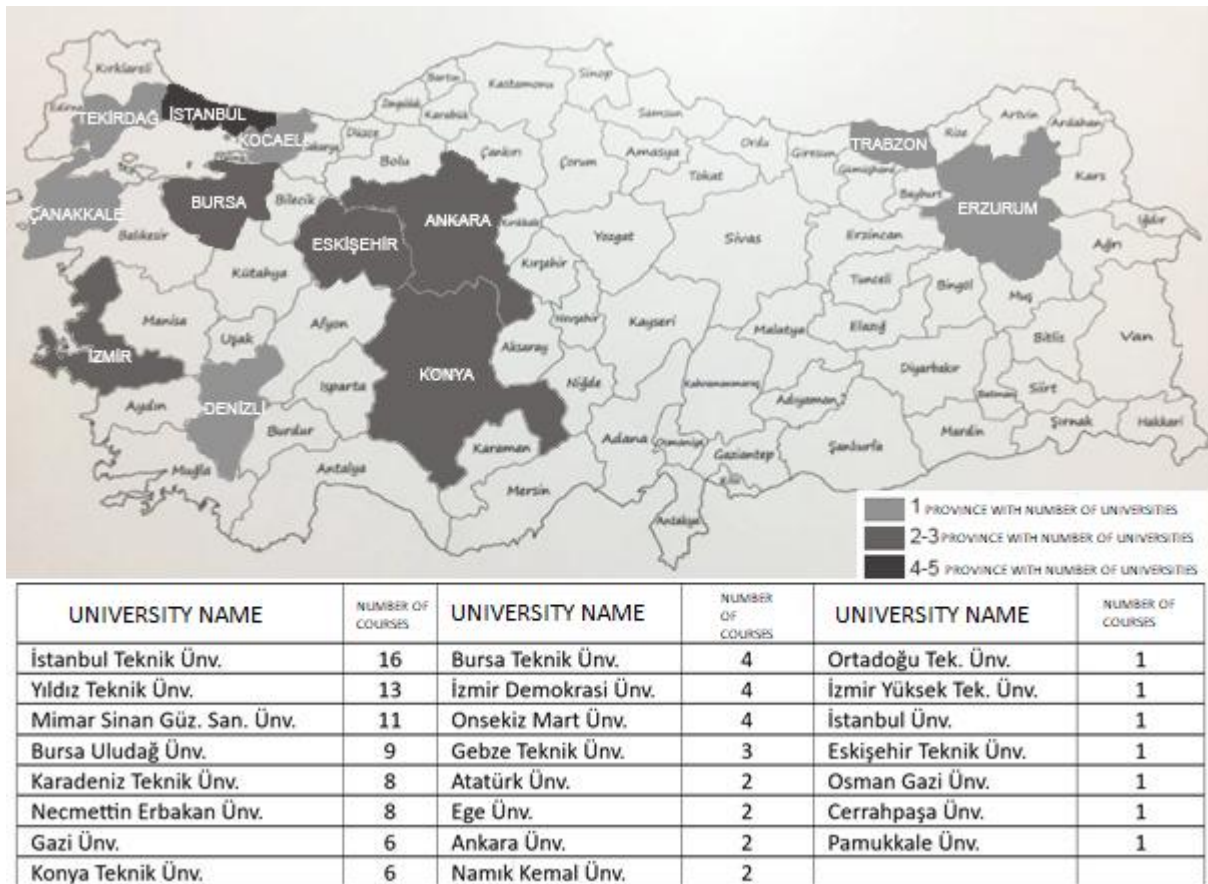 Kırklareli
Bartın
Kastamonu
Sinop
Edirne
TEKİRDAĞ
İSTANBUL
KOCAELİ
Düzce
Karabük
Samsun
Artvin
Ardahan
Rize
TRABZON
Bolu
Çankırı
Çorum
Amasya
Tokat
Ordu
Giresun
Gümüşhane
Bayburt
Kars
ÇANAKKALE
BURSA
Bilecik
ANKARA
ERZURUM
Iğdır
Balıkesir
ESKİŞEHİR
Yozgat
Sivas
Erzincan
Ağrı
Kütahya
Kırşehir
Tunceli
Bingöl
Muş
Manisa
Uşak
Afyon
Nevşehir
Kayseri
Malatya
Elazığ
Bitlis
Van
İZMİR
Aksaray
KONYA
Isparta
Niğde
Kahramanmaraş
Diyarbakır
Siirt
Batman
Aydın
DENİZLİ
Burdur
Adıyaman
Mardin
Şırnak
Hakkari
Muğla
Antalya
Karaman
Adana
Osmaniye
Gaziantep
Şanlıurfa
Kilis
Mersin
Antakya
1 PROVINCE WITH NUMBER OF UNIVERSITIES
2-3 PROVINCE WITH NUMBER OF UNIVERSITIES
4-5 PROVINCE WITH NUMBER OF UNIVERSITIES
UNIVERSITY NAME NUMBER OF COURSES UNIVERSITY NAME NUMBER OF COURSES UNIVERSITY NAME NUMBER OF COURSES
İstanbul Teknik Ünv. 16 Bursa Teknik Ünv. 4 Ortadoğu Tek. Ünv. 1
Yıldız Teknik Ünv. 13 İzmir Demokrasi Ünv. 4 İzmir Yüksek Tek. Ünv. 1
Mimar Sinan Güz. San. Ünv. 11 Onsekiz Mart Ünv. 4 İstanbul Ünv. 1
Bursa Uludağ Ünv. 9 Gebze Teknik Ünv. 3 Eskişehir Teknik Ünv. 1
Karadeniz Teknik Ünv. 8 Atatürk Ünv. 2 Osman Gazi Ünv. 1
Necmettin Erbakan Ünv. 8 Ege Ünv. 2 Cerrahpaşa Ünv. 1
Gazi Ünv. 6 Ankara Ünv. 2 Pamukkale Ünv. 1
Konya Teknik Ünv. 6 Namık Kemal Ünv. 2